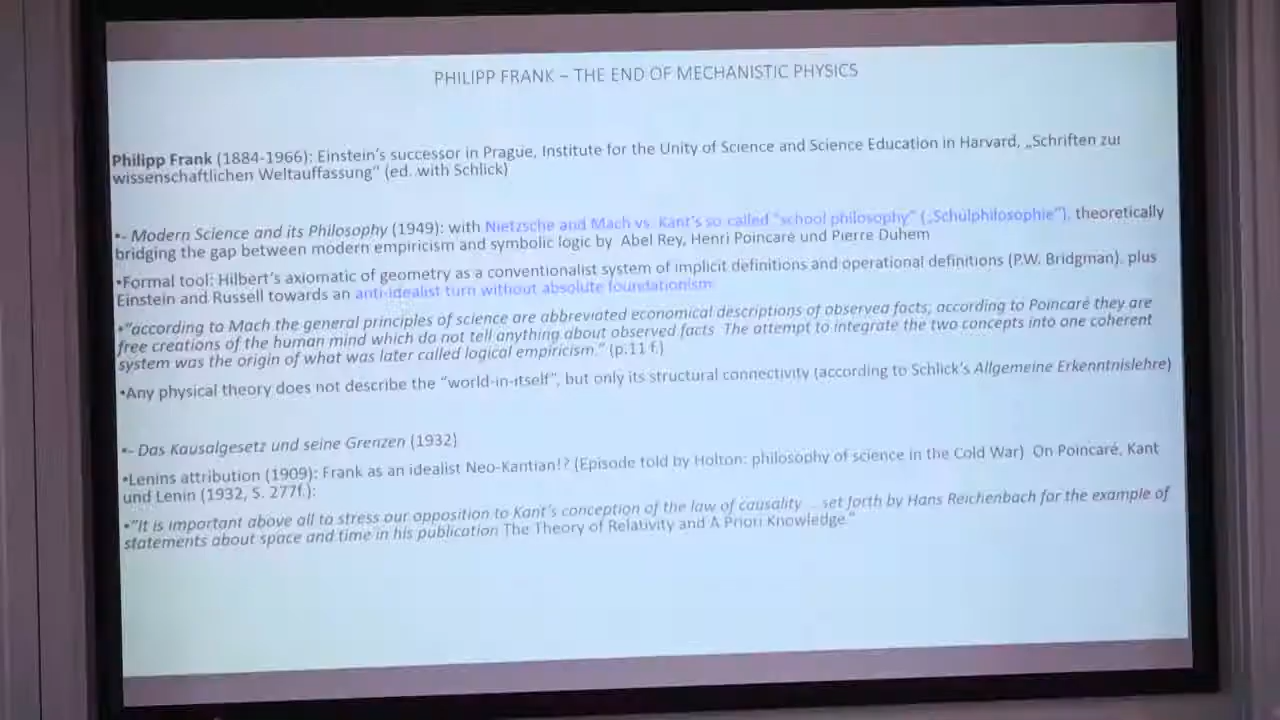 PHILIPP FRANK – THE END OF MECHANISTIC PHYSICS
Philipp Frank (1884-1966): Einstein's successor in Prague, Institute for the Unity of Science and Science Education in Harvard, „Schriften zur
wissenschaftlichen Weltauffassung" (ed. with Schlick)
•- Modern Science and its Philosophy (1949): with Nietzsche and Mach vs. Kant's so called "school philosophy" („Schulphilosophie"), theoretically
bridging the gap between modern empiricism and symbolic logic by Abel Rey, Henri Poincaré und Pierre Duhem
•Formal tool: Hilbert's axiomatic of geometry as a conventionalist system of implicit definitions and operational definitions (P.W. Bridgman), plus
Einstein and Russell towards an anti-idealist turn without absolute foundationism.
•"according to Mach the general principles of science are abbreviated economical descriptions of observed facts; according to Poincaré they are
free creations of the human mind which do not tell anything about observed facts. The attempt to integrate the two concepts into one coherent
system was the origin of what was later called logical empiricism." (p.11 f.)
•Any physical theory does not describe the "world-in-itself", but only its structural connectivity (according to Schlick's Allgemeine Erkenntnislehre)
•- Das Kausalgesetz und seine Grenzen (1932)
•Lenins attribution (1909): Frank as an idealist Neo-Kantian!? (Episode told by Holton: philosophy of science in the Cold War) On Poincaré, Kant
und Lenin (1932, S. 277f.):
•"It is important above all to stress our opposition to Kant's conception of the law of causality ... set forth by Hans Reichenbach for the example of
statements about space and time in his publication The Theory of Relativity and A Priori Knowledge."